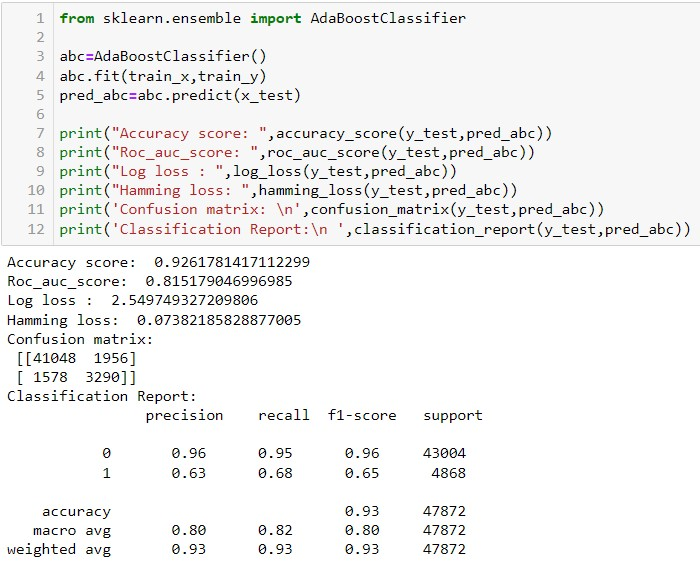 1 from sklearn.ensemble import AdaBoostClassifier
2
3 abc=AdaBoostClassifier()
4 abc.fit(train_x,train_y)
5 pred_abc=abc.predict(x_test)
6
7 print("Accuracy score: ",accuracy_score(y_test,pred_abc))
8 print("Roc_auc_score: ",roc_auc_score(y_test,pred_abc))
9 print("Log loss : ",log_loss(y_test,pred_abc))
10 print("Hamming loss: ",hamming_loss(y_test,pred_abc))
11 print('Confusion matrix: \n',confusion_matrix(y_test,pred_abc))
12 print('Classification Report:\n ',classification_report(y_test,pred_abc))
Accuracy score:  0.9261781417112299
Roc_auc_score:  0.815179046996985
Log loss :  2.549749327209806
Hamming loss:  0.07382185828877005
Confusion matrix:
 [[41048  1956]
 [ 1578  3290]]
Classification Report:
               precision    recall  f1-score   support
           0       0.96      0.95      0.96     43004
           1       0.63      0.68      0.65      4868
    accuracy                           0.93     47872
   macro avg       0.80      0.82      0.80     47872
weighted avg       0.93      0.93      0.93     47872